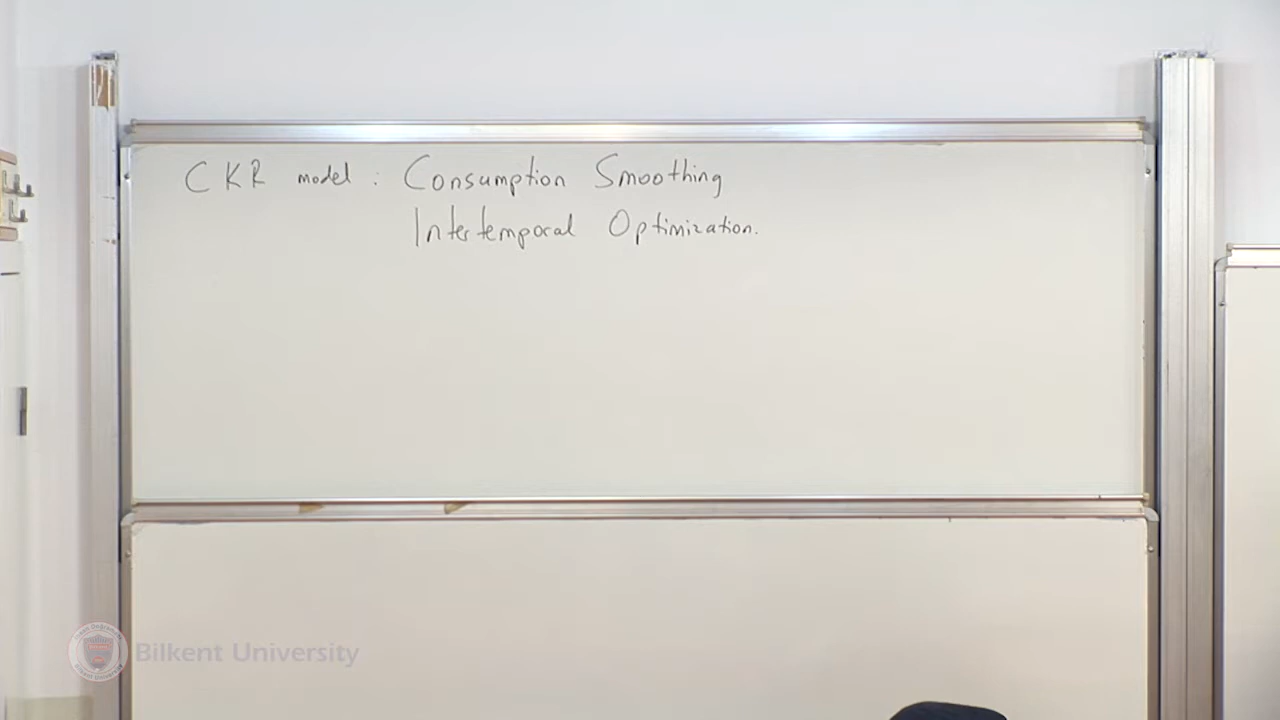 CKR model : Consumption Smoothing
Intertemporal Optimization.
Bilkent University